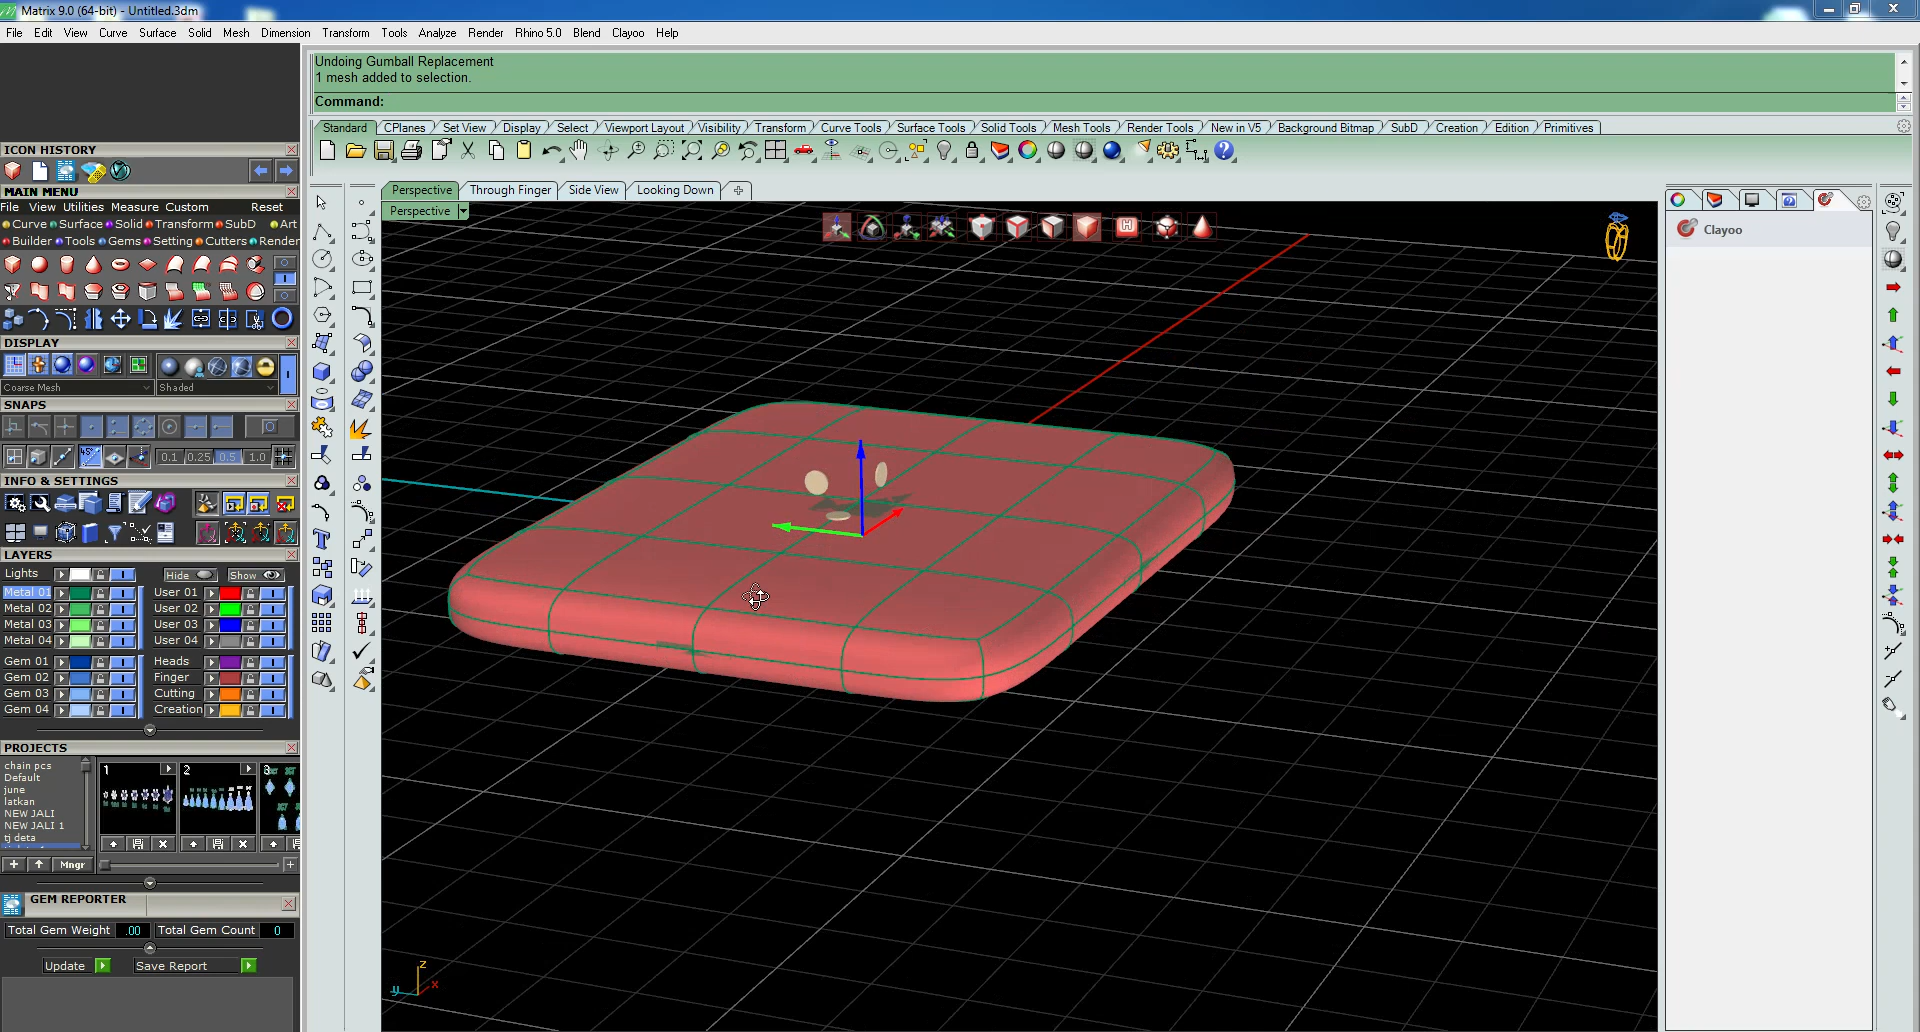 Matrix 9.0 (64-bit) - Untitled.3dm
File Edit View Curve Surface Solid Mesh Dimension Transform Tools Analyze Render Rhino 5.0 Blend Clayoo Help
Undoing Gumball Replacement
1 mesh added to selection.
Command:
Standard CPlanes Set View Display Select Viewport Layout Visibility Transform Curve Tools Surface Tools Solid Tools Mesh Tools Render Tools New in V5 Background Bitmap SubD Creation Edition Primitives
Perspective Through Finger Side View Looking Down
Perspective
Clayoo
ICON HISTORY
MAIN MENU
File View Utilities Measure Custom Reset
Curve Surface Solid Transform SubD Art
Builder Tools Gems Setting Cutters Render
DISPLAY
Coarse Mesh Shaded
SNAPS
45°
0.1 0.25 0.5 1.0
INFO & SETTINGS
LAYERS
Lights Hide Show
Metal 01 User 01
Metal 02 User 02
Metal 03 User 03
Metal 04 User 04
Gem 01 Heads
Gem 02 Finger
Gem 03 Cutting
Gem 04 Creation
PROJECTS
chain pcs
Default
june
latkan
NEW JALI
NEW JALI 1
tj deta
1 2 3
Mngr
GEM REPORTER
Total Gem Weight .00 Total Gem Count 0
Update Save Report
H
z
y x